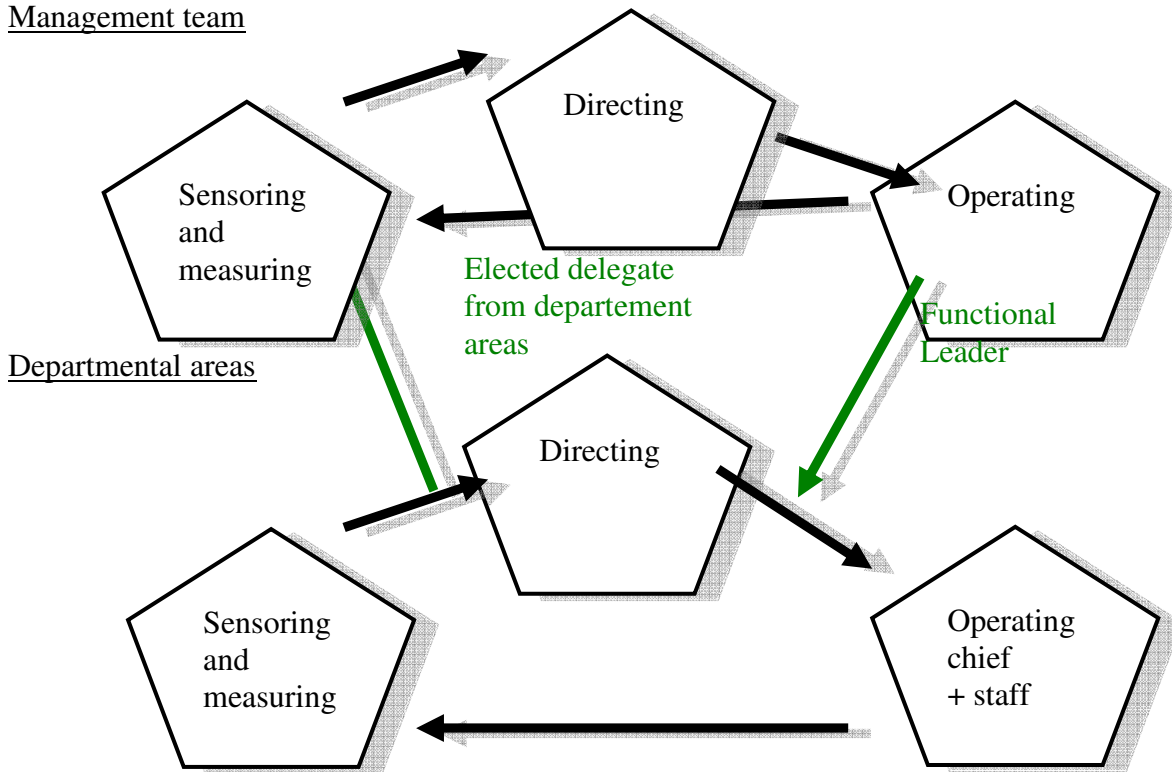 Management team
Directing
Sensoring
and
measuring
Operating
Elected delegate
from departement
areas
Functional
Leader
Departmental areas
Directing
Sensoring
and
measuring
Operating
chief
+ staff